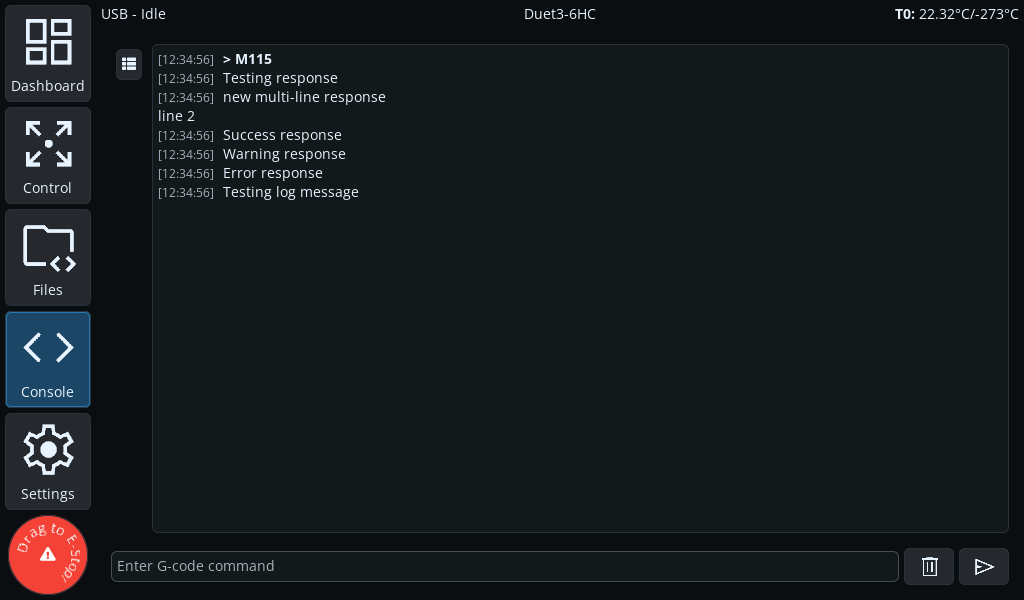 USB - Idle
Duet3-6HC
T0: 22.32°C/-273°C
Dashboard
Control
Files
Console
Settings
Drag to E-Stop!
[12:34:56] > M115
[12:34:56] Testing response
[12:34:56] new multi-line response
line 2
[12:34:56] Success response
[12:34:56] Warning response
[12:34:56] Error response
[12:34:56] Testing log message
Enter G-code command